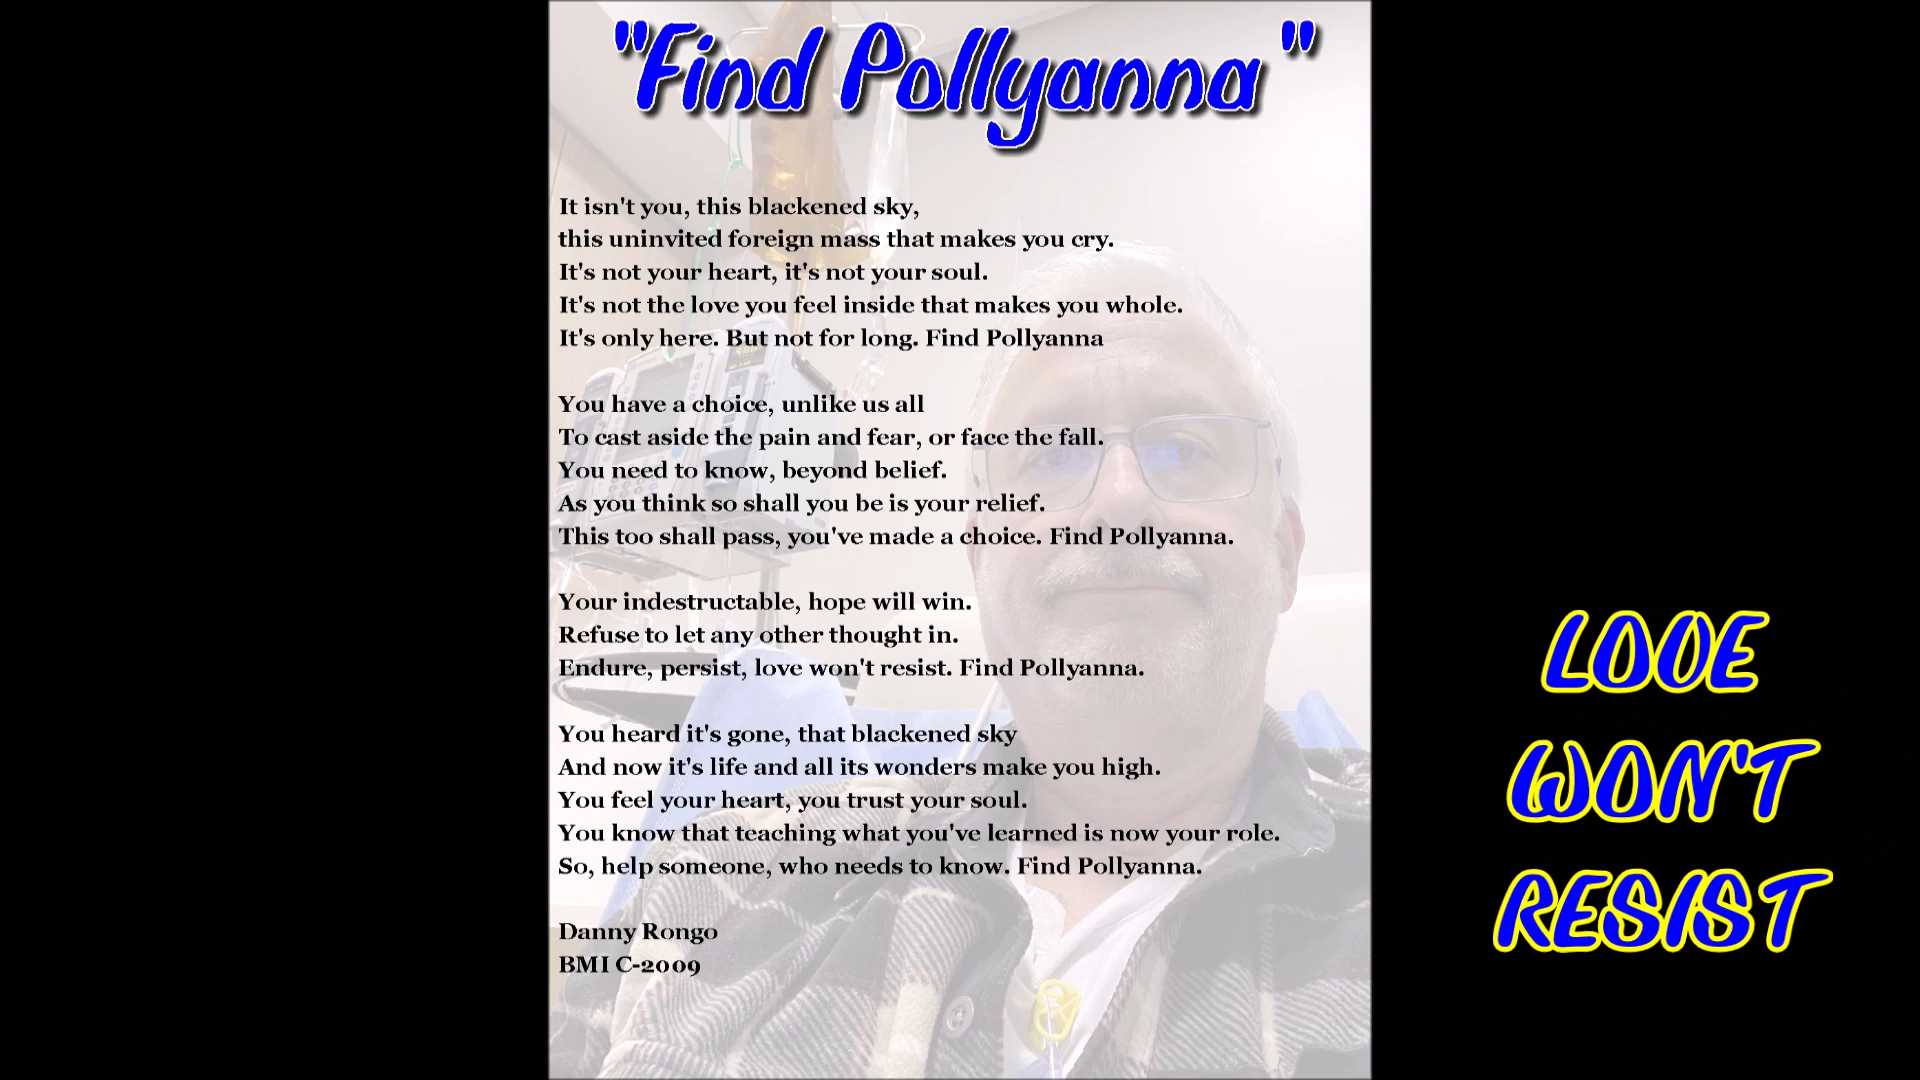 "Find Pollyanna"
It isn't you, this blackened sky,
this uninvited foreign mass that makes you cry.
It's not your heart, it's not your soul.
It's not the love you feel inside that makes you whole.
It's only here. But not for long. Find Pollyanna
You have a choice, unlike us all
To cast aside the pain and fear, or face the fall.
You need to know, beyond belief.
As you think so shall you be is your relief.
This too shall pass, you've made a choice. Find Pollyanna.
Your indestructable, hope will win.
Refuse to let any other thought in.
Endure, persist, love won't resist. Find Pollyanna.
You heard it's gone, that blackened sky
And now it's life and all its wonders make you high.
You feel your heart, you trust your soul.
You know that teaching what you've learned is now your role.
So, help someone, who needs to know. Find Pollyanna.
Danny Rongo
BMI C-2009
LOVE
WON'T
RESIST